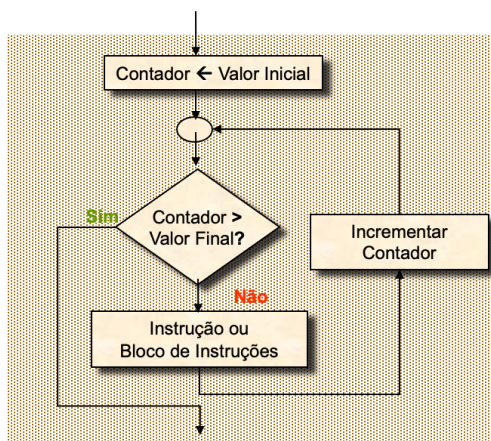 Contador ← Valor Inicial
Sim
Contador >
Valor Final?
Incrementar
Contador
Não
Instrução ou
Bloco de Instruções